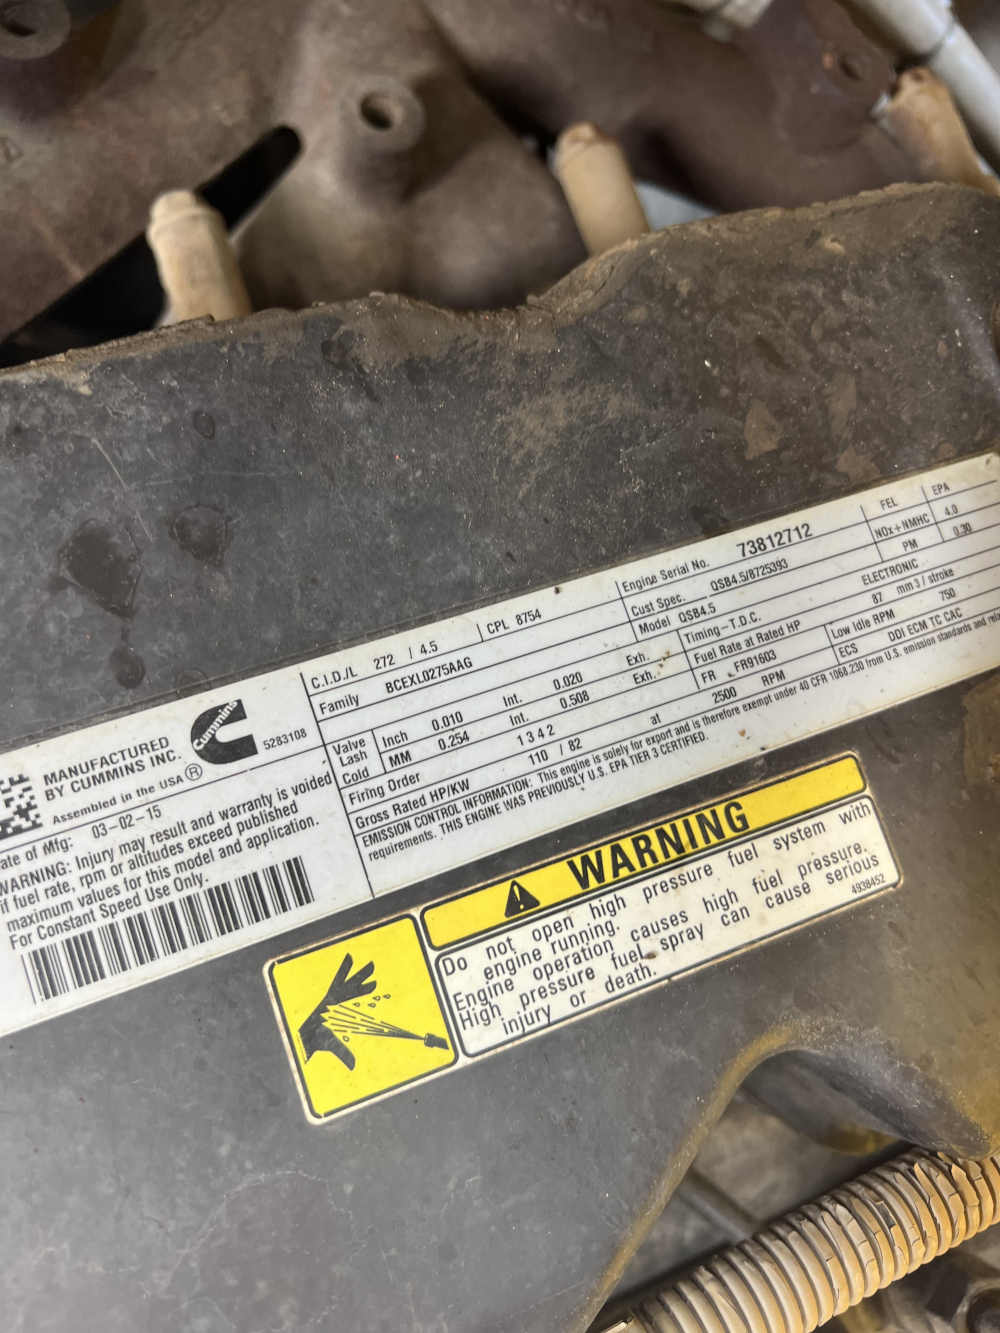 MANUFACTURED
BY CUMMINS INC.
Assembled in the USA ®
Cummins
5283108
ate of Mfg: 03-02-15
WARNING: Injury may result and warranty is voided
if fuel rate, rpm or altitudes exceed published
maximum values for this model and application.
For Constant Speed Use Only.
C.I.D./L 272 / 4.5 CPL 8754
Family BCEXL0275AAG
Valve Lash Cold Inch 0.010 Int. 0.020 Exh.
MM 0.254 Int. 0.508 Exh.
Firing Order 1 3 4 2
Gross Rated HP/KW 110 / 82 at 2500 RPM
Engine Serial No. 73812712
Cust Spec. QSB4.5/8725393
Model QSB4.5
Timing-T.D.C. ELECTRONIC
Fuel Rate at Rated HP 87 mm3 / stroke
FR FR91603 Low Idle RPM 750
ECS DDI ECM TC CAC
FEL EPA
NOx+NMHC 4.0
PM 0.30
EMISSION CONTROL INFORMATION: This engine is solely for export and is therefore exempt under 40 CFR 1068.230 from U.S. emission standards and
requirements. THIS ENGINE WAS PREVIOUSLY U.S. EPA TIER 3 CERTIFIED.
WARNING
Do not open high pressure fuel system with
engine running.
Engine operation causes high fuel pressure.
High pressure fuel spray can cause serious
injury or death.
4938452